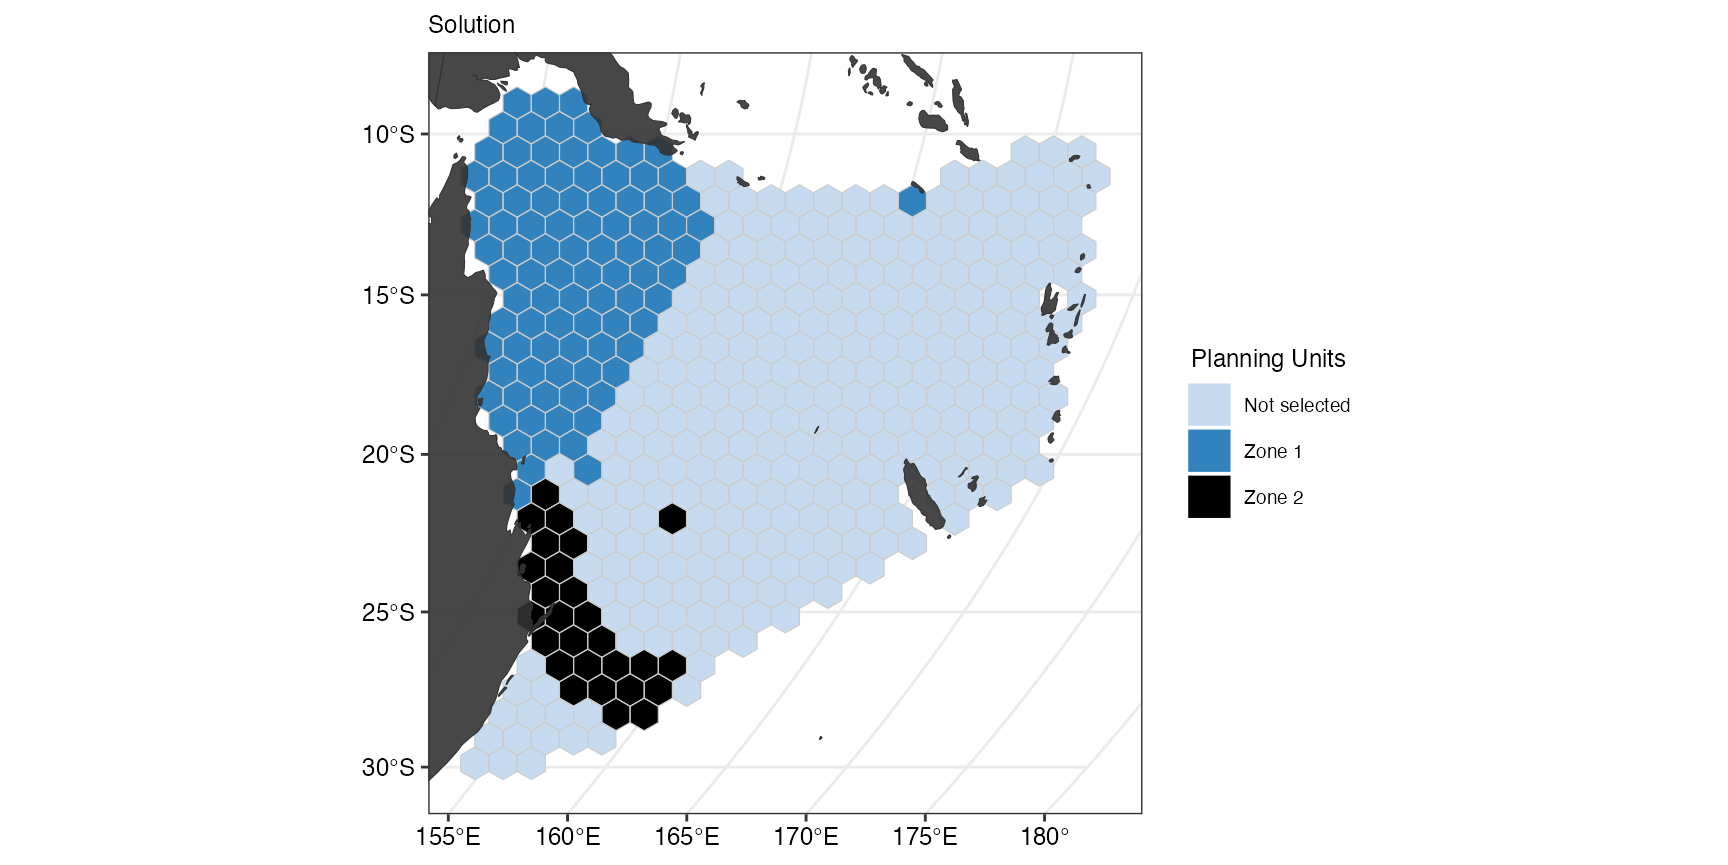 Solution
10°S
15°S
20°S
25°S
30°S
155°E 160°E 165°E 170°E 175°E 180°
Planning Units
Not selected
Zone 1
Zone 2